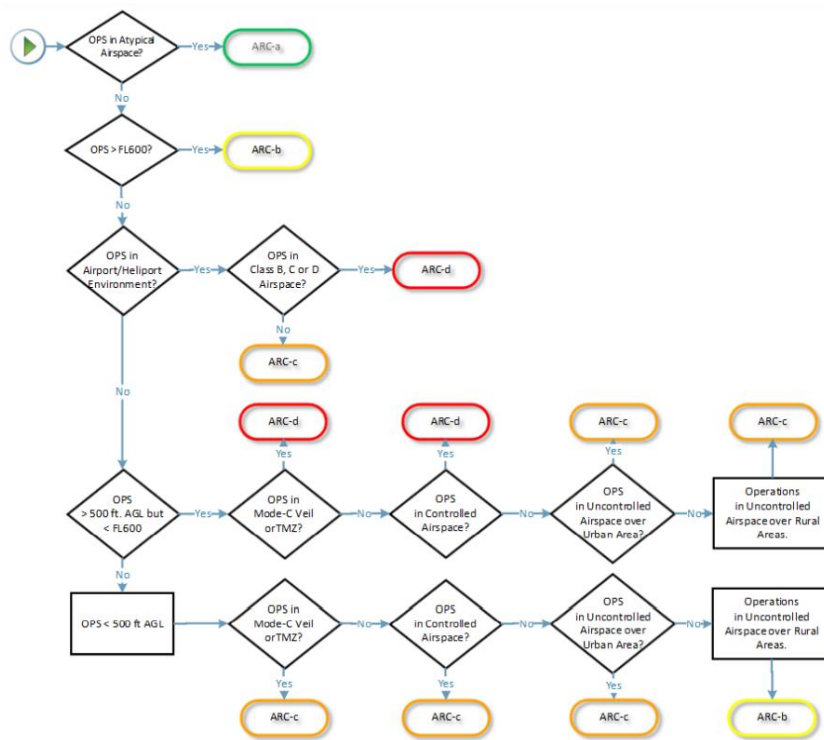 OPS in Atypical
Airspace?
Yes
ARC-a
No
OPS > FL600?
Yes
ARC-b
No
OPS in
Airport/Heliport
Environment?
Yes
OPS in
Class B, C or D
Airspace?
Yes
ARC-d
No
ARC-c
No
ARC-d
ARC-d
ARC-c
ARC-c
Yes
Yes
Yes
OPS
> 500 ft. AGL but
< FL600
Yes
OPS in
Mode-C Veil
orTMZ?
No
OPS
in Controlled
Airspace?
No
OPS
in Uncontrolled
Airspace over
Urban Area?
No
Operations
in Uncontrolled
Airspace over Rural
Areas.
No
OPS < 500 ft AGL
OPS in
Mode-C Veil
orTMZ?
No
OPS
in Controlled
Airspace?
No
OPS
in Uncontrolled
Airspace over
Urban Area?
No
Operations
in Uncontrolled
Airspace over Rural
Areas.
Yes
Yes
Yes
ARC-c
ARC-c
ARC-c
ARC-b